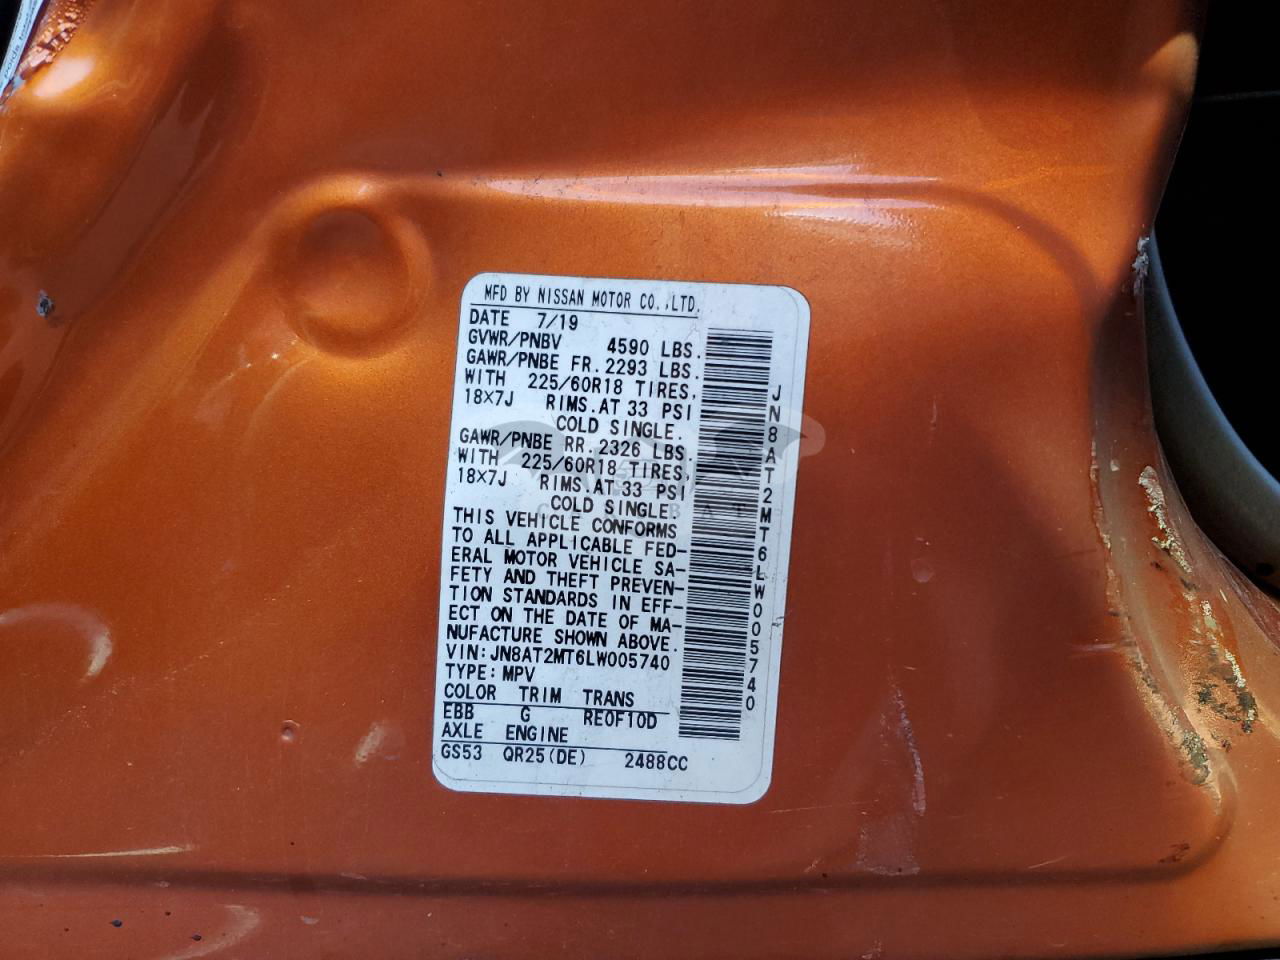 MFD BY NISSAN MOTOR CO.,LTD.
DATE 7/19
GVWR/PNBV 4590 LBS.
GAWR/PNBE FR. 2293 LBS.
WITH 225/60R18 TIRES,
18×7J RIMS.AT 33 PSI
COLD SINGLE.
GAWR/PNBE RR. 2326 LBS.
WITH 225/60R18 TIRES,
18×7J RIMS.AT 33 PSI
COLD SINGLE.
THIS VEHICLE CONFORMS
TO ALL APPLICABLE FED-
ERAL MOTOR VEHICLE SA-
FETY AND THEFT PREVEN-
TION STANDARDS IN EFF-
ECT ON THE DATE OF MA-
NUFACTURE SHOWN ABOVE.
VIN:JN8AT2MT6LW005740
TYPE:MPV
COLOR TRIM TRANS
EBB G RE0F10D
AXLE ENGINE
GS53 QR25(DE) 2488CC
JN8AT2MT6LW005740